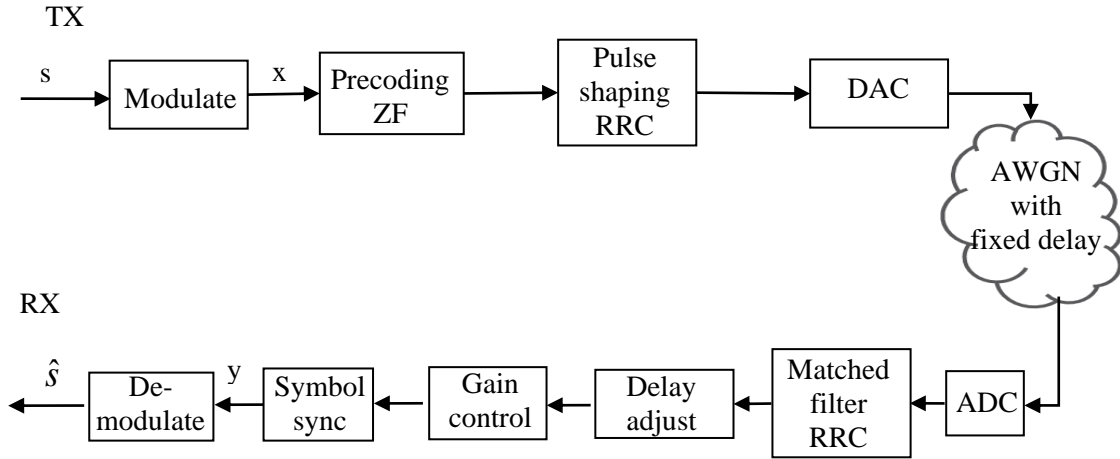 TX
s
Modulate
x
Precoding
ZF
Pulse
shaping
RRC
DAC
AWGN
with
fixed delay
RX
ŝ
De-
modulate
y
Symbol
sync
Gain
control
Delay
adjust
Matched
filter
RRC
ADC